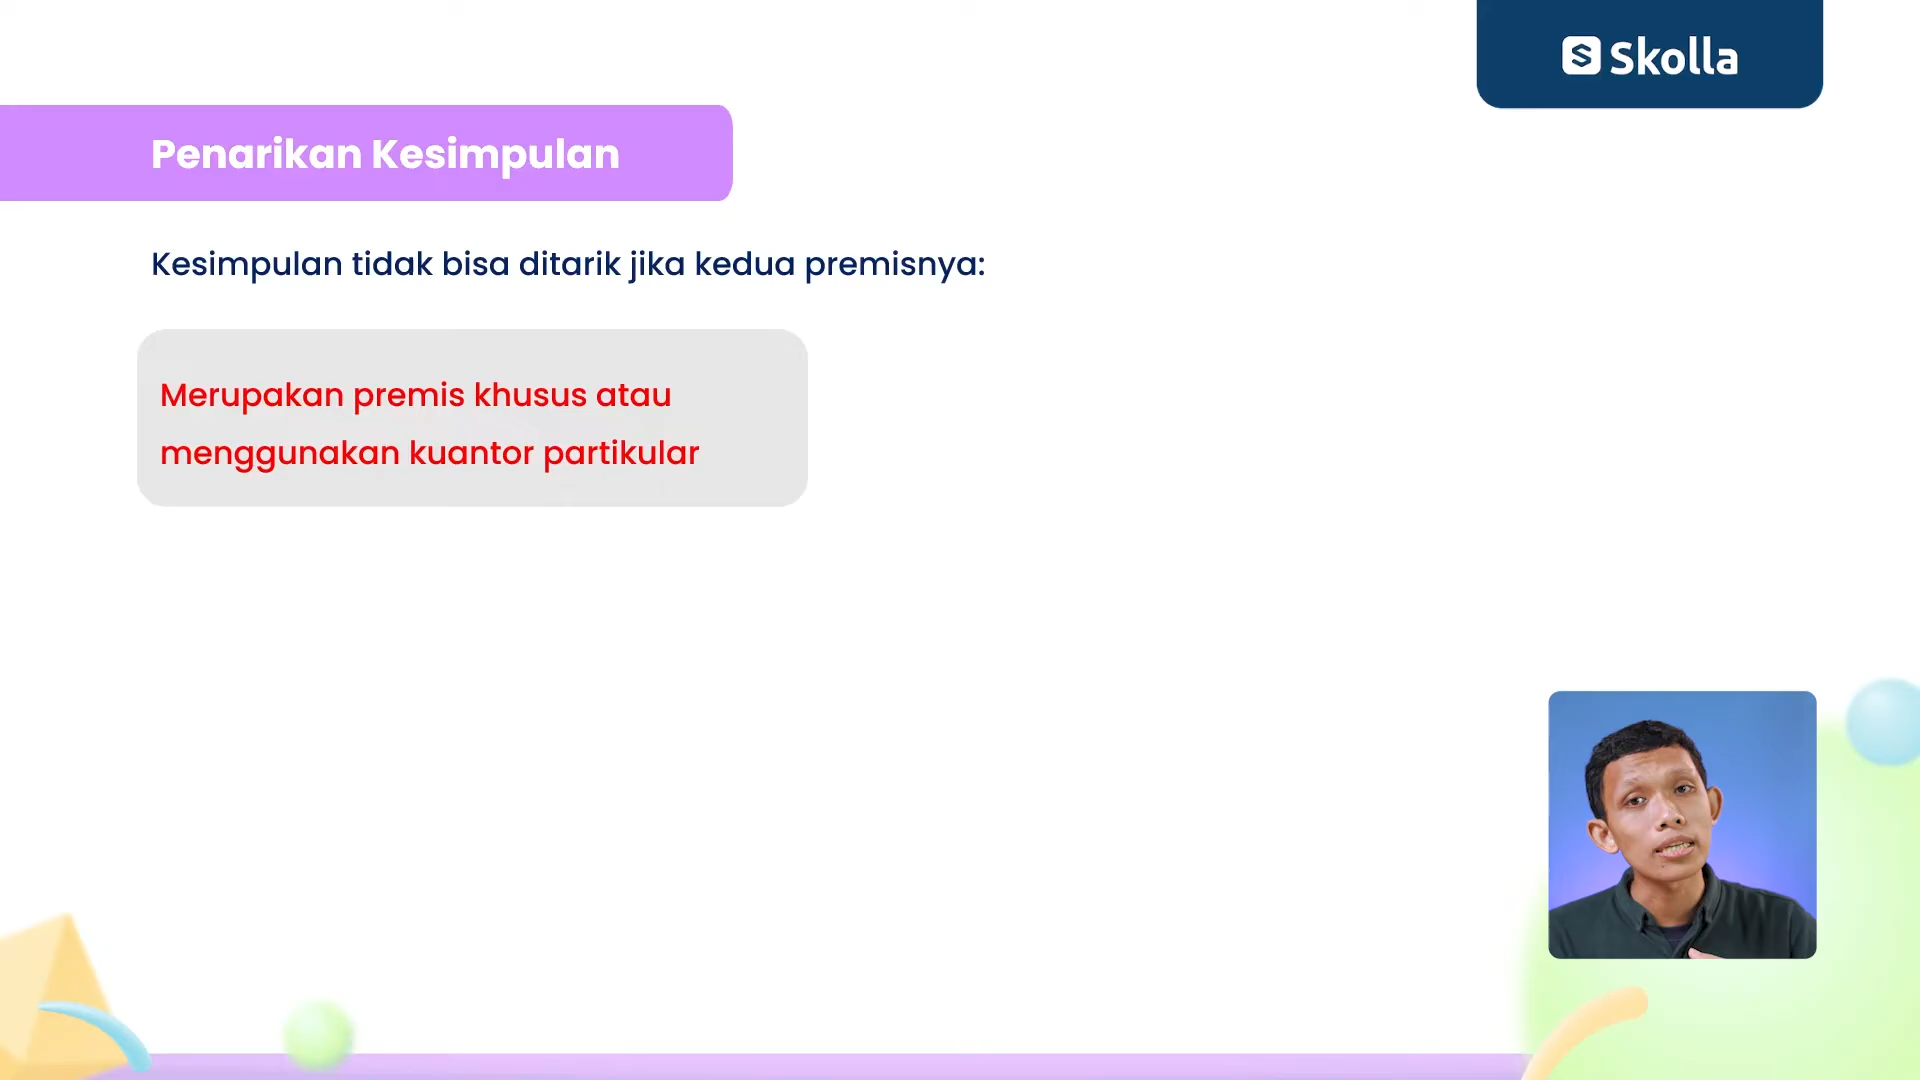 Skolla
Penarikan Kesimpulan
Kesimpulan tidak bisa ditarik jika kedua premisnya:
Merupakan premis khusus atau
menggunakan kuantor partikular